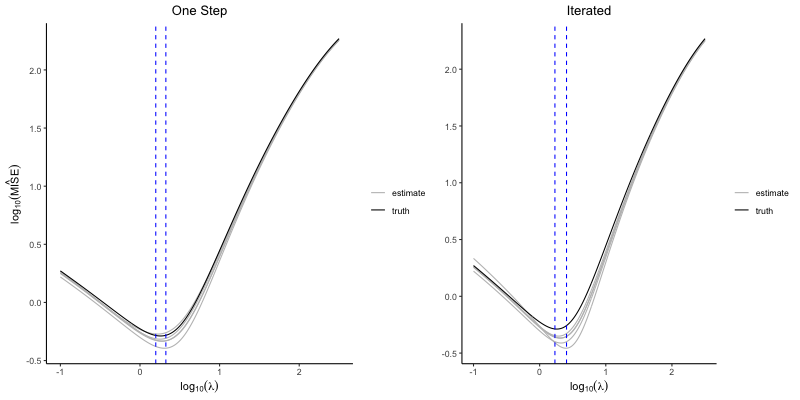 One Step
Iterated
log₁₀(MIŜE)
2.0
1.5
1.0
0.5
0.0
-0.5
-1
0
1
2
log₁₀(λ)
estimate
truth
2.0
1.5
1.0
0.5
0.0
-0.5
-1
0
1
2
log₁₀(λ)
estimate
truth